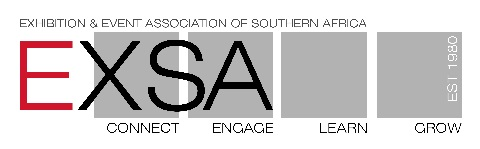 EXHIBITION & EVENT ASSOCIATION OF SOUTHERN AFRICA
EXSA
EST 1980
CONNECT ENGAGE LEARN GROW